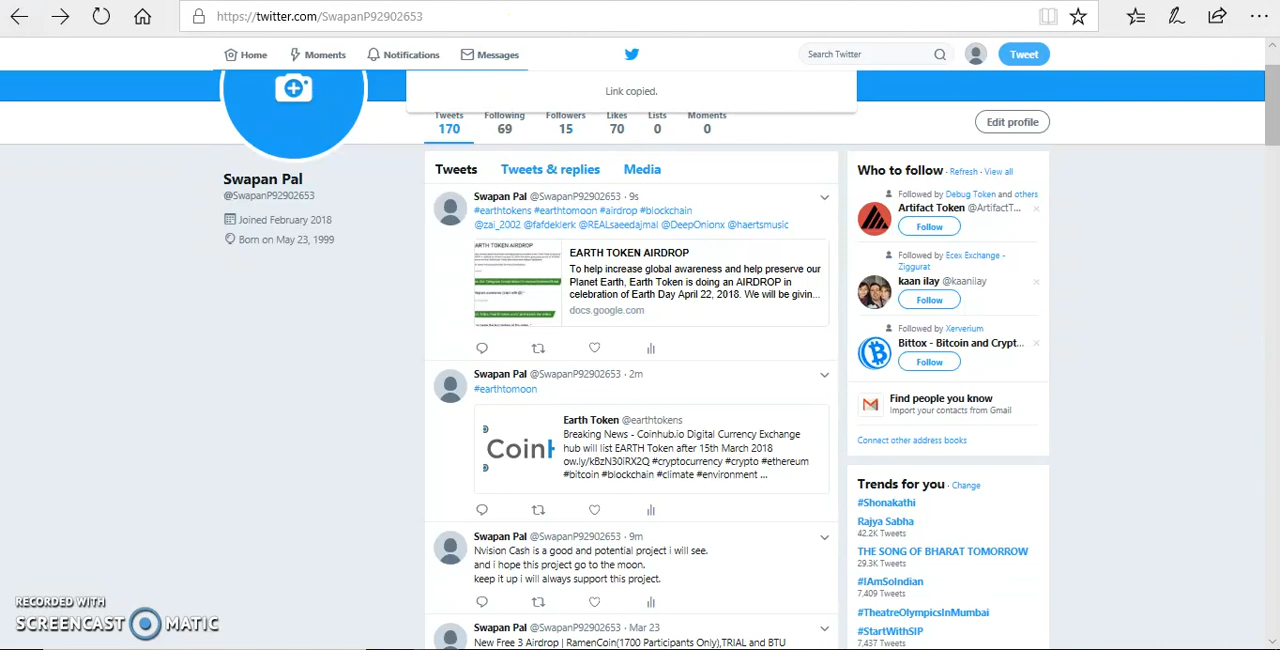 https://twitter.com/SwapanP92902653
Home
Moments
Notifications
Messages
Search Twitter
Tweet
Link copied.
Tweets
170
Following
69
Followers
15
Likes
70
Lists
0
Moments
0
Edit profile
Swapan Pal
@SwapanP92902653
Joined February 2018
Born on May 23, 1999
Tweets
Tweets & replies
Media
Swapan Pal @SwapanP92902653 · 9s
#earthtokens #earthtomoon #airdrop #blockchain
@zai_2002 @fafdeklerk @REALsaeedajmal @DeepOnionx @haertsmusic
EARTH TOKEN AIRDROP
EARTH TOKEN AIRDROP
To help increase global awareness and help preserve our
Planet Earth, Earth Token is doing an AIRDROP in
celebration of Earth Day April 22, 2018. We will be givin...
docs.google.com
Swapan Pal @SwapanP92902653 · 2m
#earthtomoon
CoinH
Earth Token @earthtokens
Breaking News - Coinhub.io Digital Currency Exchange
hub will list EARTH Token after 15th March 2018
ow.ly/kBzN30iRX2Q #cryptocurrency #crypto #ethereum
#bitcoin #blockchain #climate #environment ...
Swapan Pal @SwapanP92902653 · 9m
Nvision Cash is a good and potential project i will see.
and i hope this project go to the moon.
keep it up i will always support this project.
Swapan Pal @SwapanP92902653 · Mar 23
New Free 3 Airdrop | RamenCoin(1700 Participants Only),TRIAL and BTU
Who to follow · Refresh · View all
Followed by Debug Token and others
Artifact Token @ArtifactT...
Follow
Followed by Ecex Exchange -
Ziggurat
kaan ilay @kaanilay
Follow
Followed by Xerverium
Bittox - Bitcoin and Crypt...
Follow
Find people you know
Import your contacts from Gmail
Connect other address books
Trends for you · Change
#Shonakathi
Rajya Sabha
42.2K Tweets
THE SONG OF BHARAT TOMORROW
29.3K Tweets
#IAmSoIndian
7,409 Tweets
#TheatreOlympicsInMumbai
#StartWithSIP
7,437 Tweets
RECORDED WITH
SCREENCAST MATIC